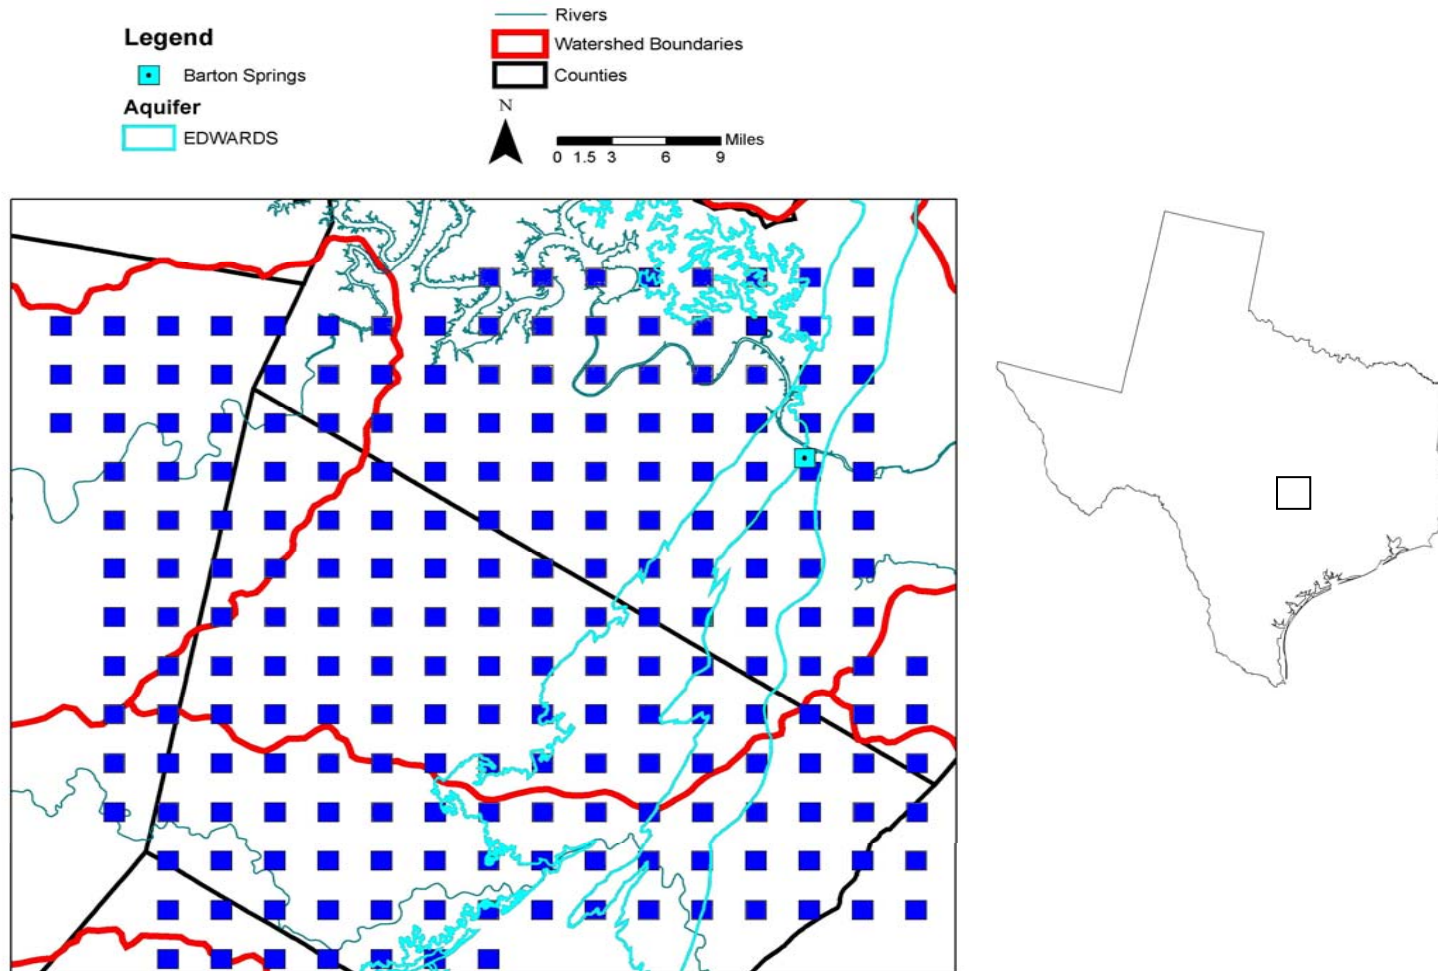 Legend
Barton Springs
Aquifer
EDWARDS
Rivers
Watershed Boundaries
Counties
N
Miles
0 1.5 3 6 9